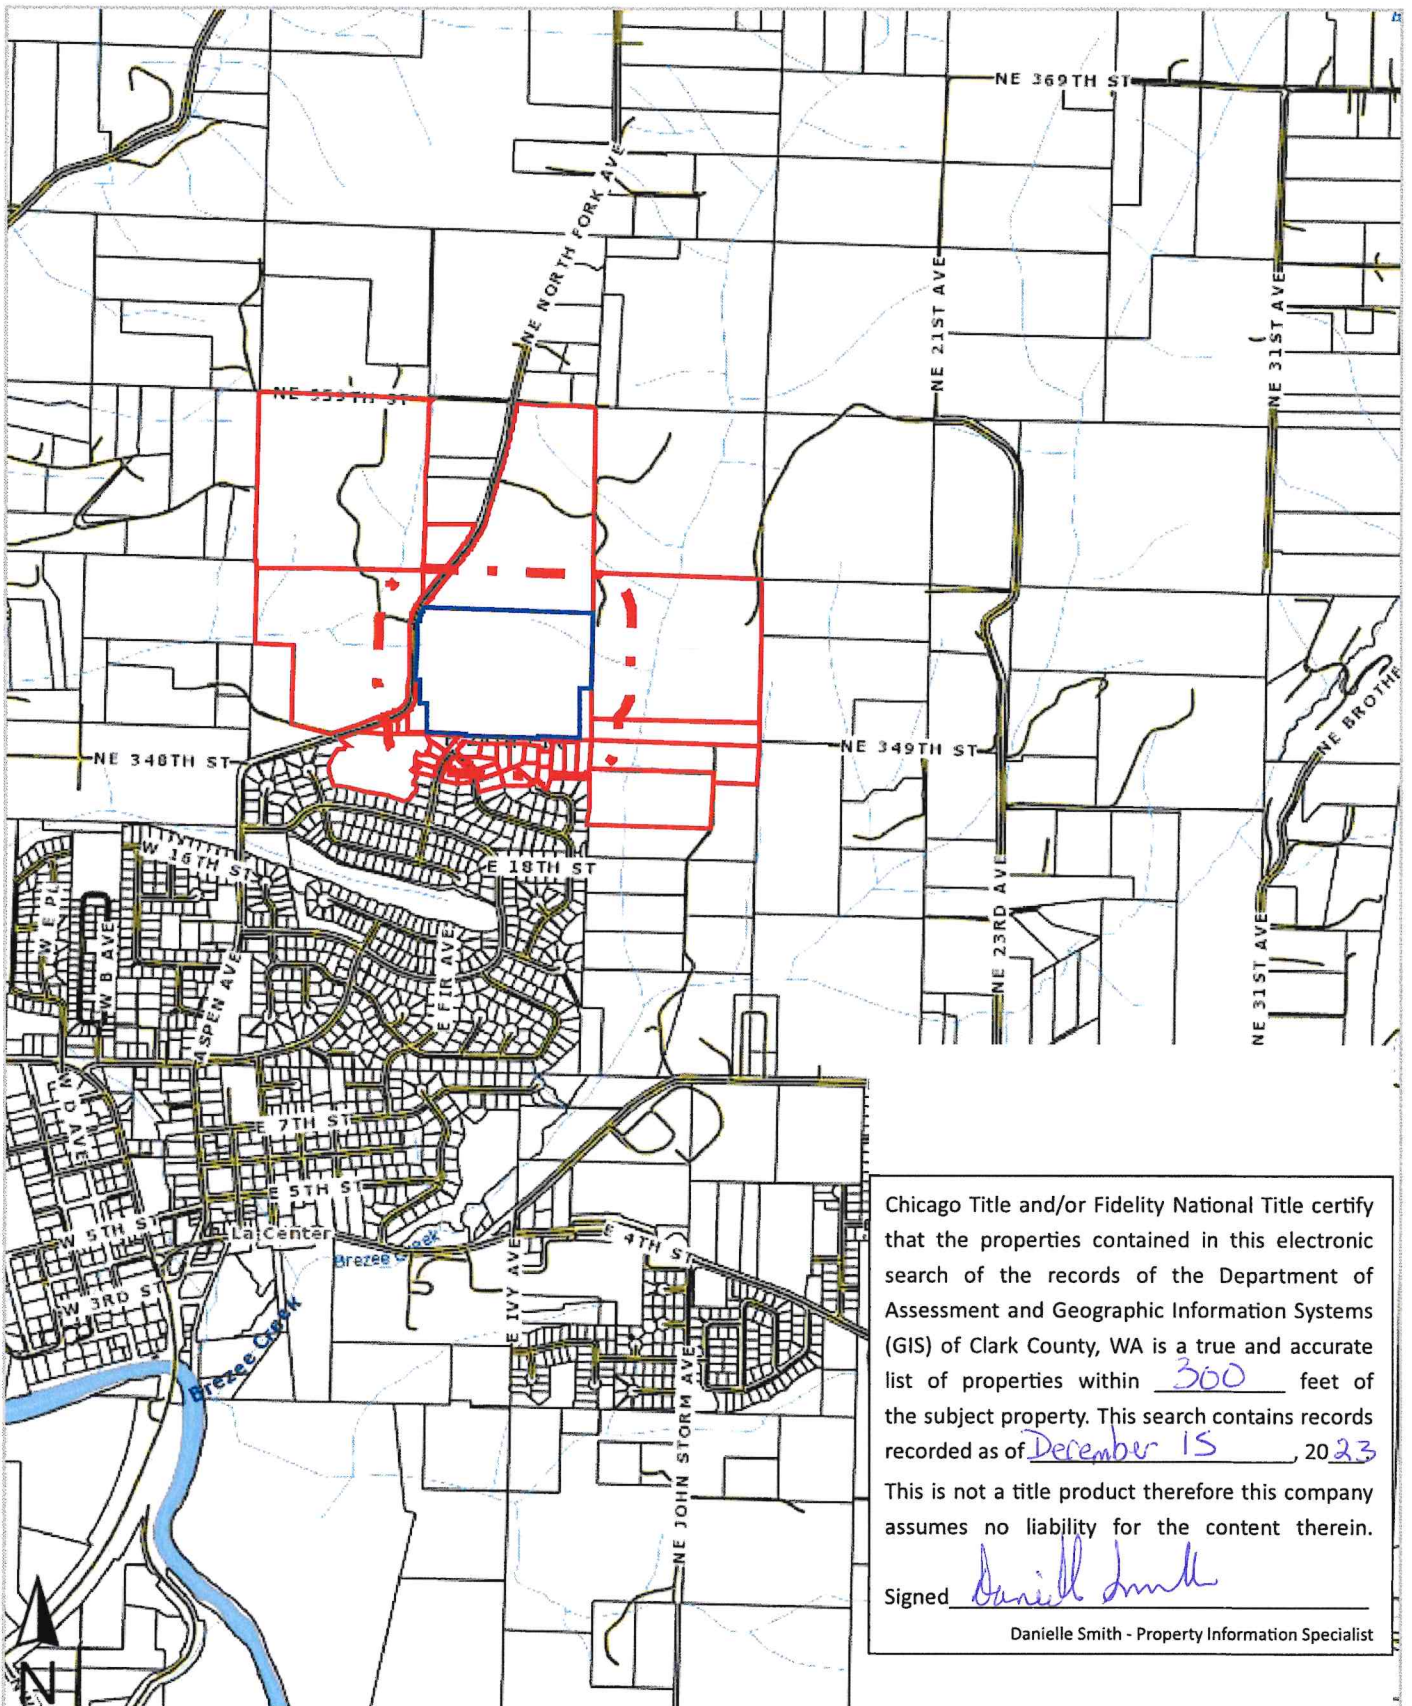 NE 369TH ST
NE NORTH FORK AVE
NE 21ST AVE
NE 31ST AVE
NE 359TH ST
NE BROTHE
NE 348TH ST
NE 349TH ST
W 16TH ST
E 18TH ST
W E PL
W B AVE
ASPEN AVE
E FIR AVE
NE 23RD AVE
NE 31ST AVE
W D AVE
E 7TH ST
E 5TH ST
W 5TH ST
La Center
Brezee Creek
E 4TH ST
W 3RD ST
E IVY AVE
Brezee Creek
NE JOHN STORM AVE
N
Chicago Title and/or Fidelity National Title certify
that the properties contained in this electronic
search of the records of the Department of
Assessment and Geographic Information Systems
(GIS) of Clark County, WA is a true and accurate
list of properties within 300 feet of
the subject property. This search contains records
recorded as of December 15, 2023
This is not a title product therefore this company
assumes no liability for the content therein.
Signed Danielle Smith
Danielle Smith - Property Information Specialist